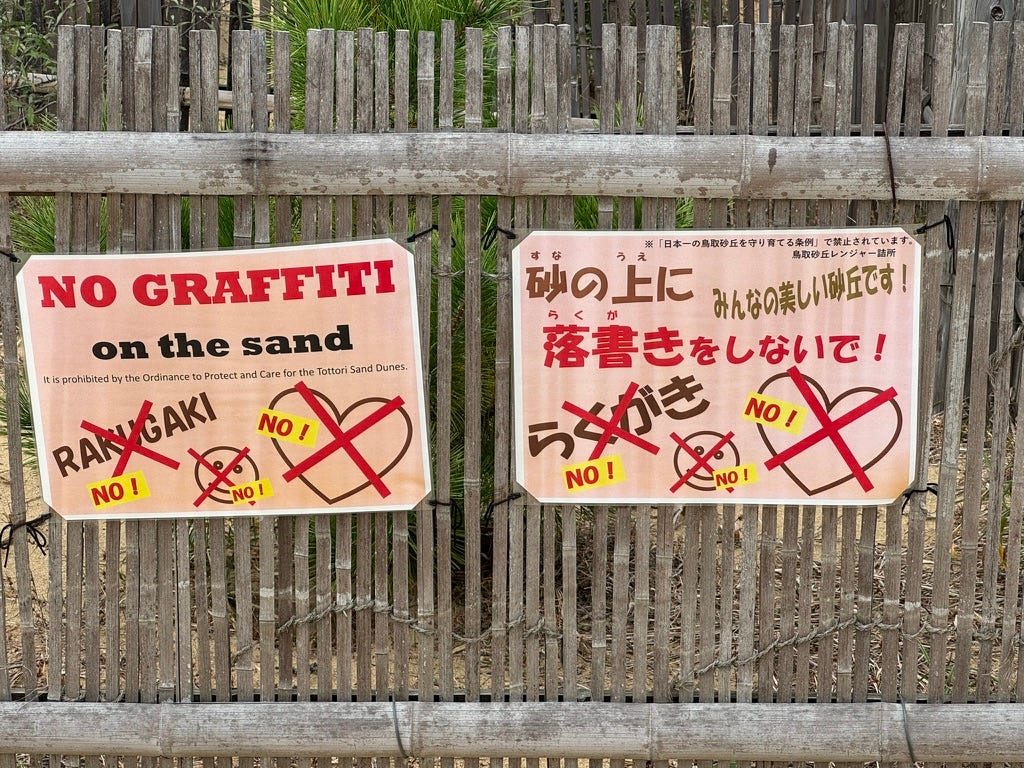 NO GRAFFITI
on the sand
It is prohibited by the Ordinance to Protect and Care for the Tottori Sand Dunes.
RAKUGAKI
NO!
NO!
NO!
※「日本一の鳥取砂丘を守り育てる条例」で禁止されています。
鳥取砂丘レンジャー詰所
すな うえ
砂の上に
みんなの美しい砂丘です!
らくが
落書きをしないで!
らくがき
NO!
NO!
NO!